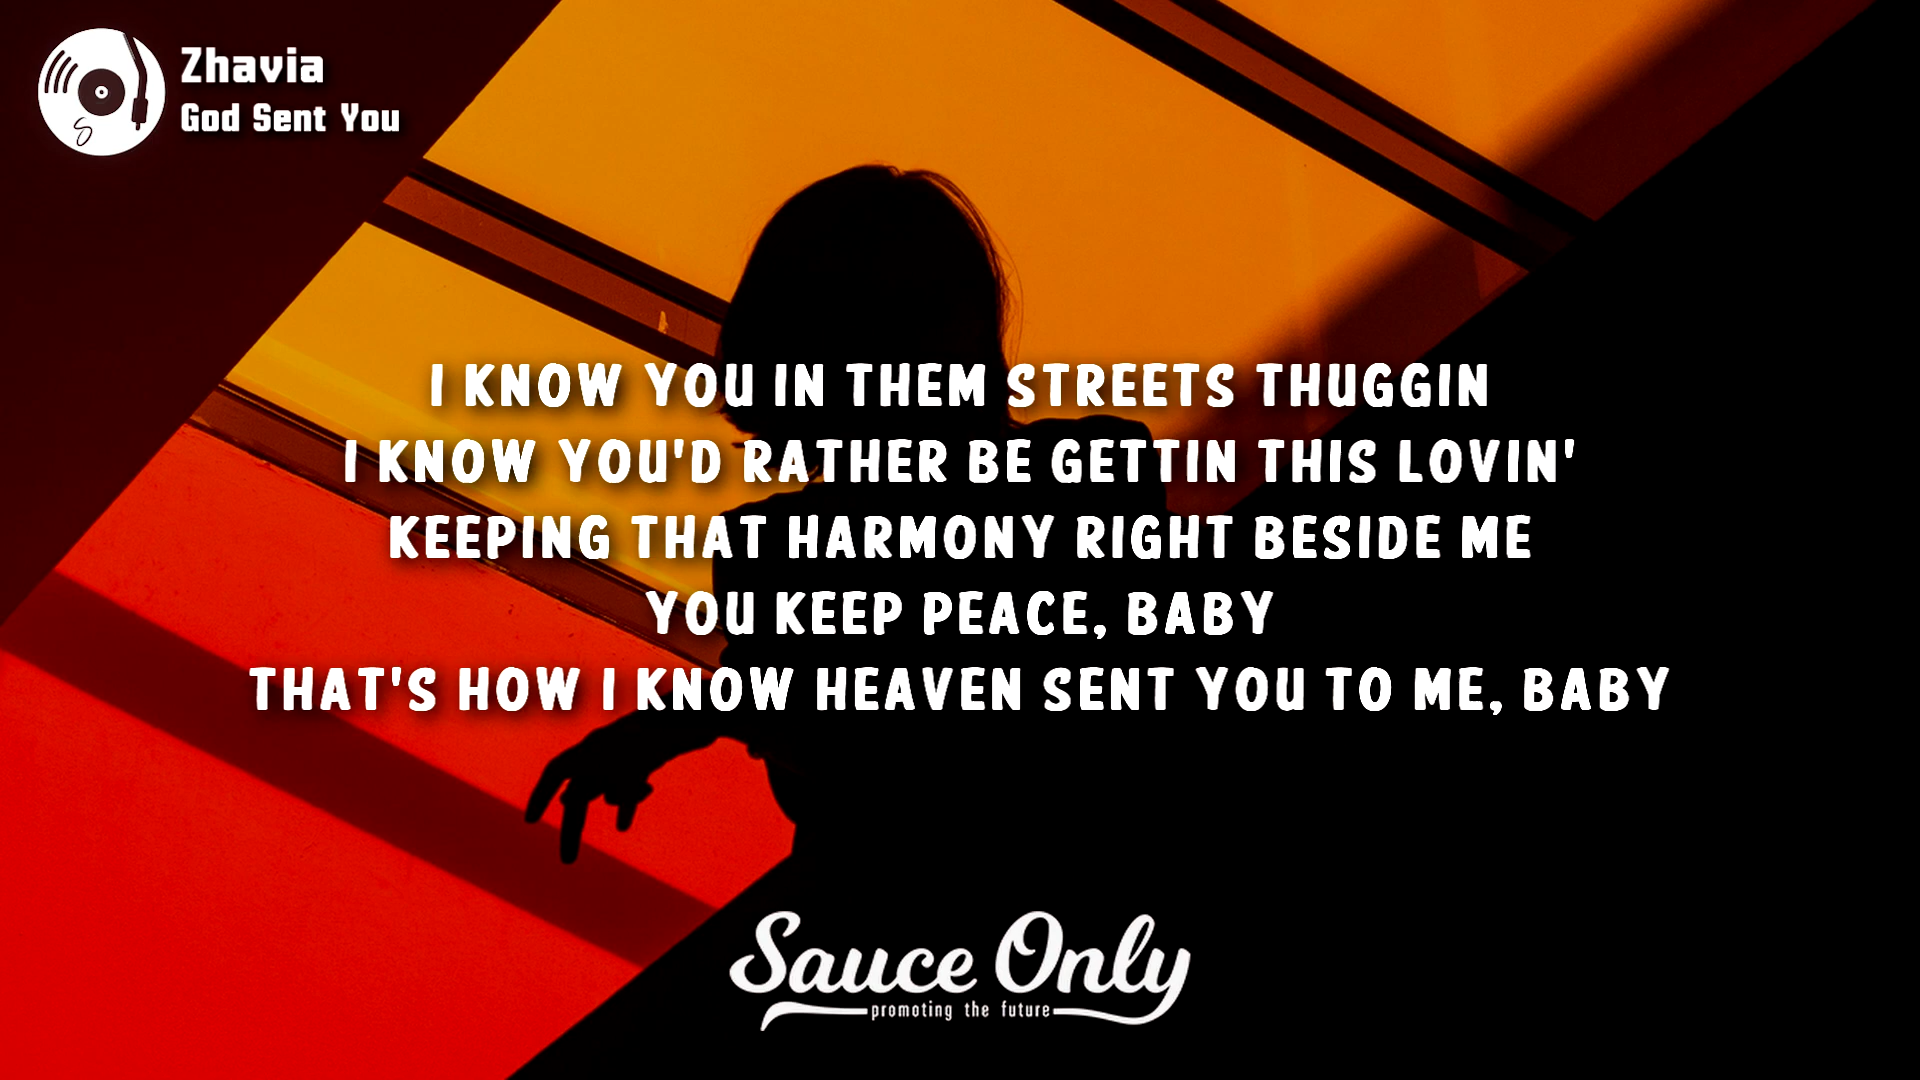 Zhavia
God Sent You
I KNOW YOU IN THEM STREETS THUGGIN
I KNOW YOU'D RATHER BE GETTIN THIS LOVIN'
KEEPING THAT HARMONY RIGHT BESIDE ME
YOU KEEP PEACE, BABY
THAT'S HOW I KNOW HEAVEN SENT YOU TO ME, BABY
Sauce Only
promoting the future